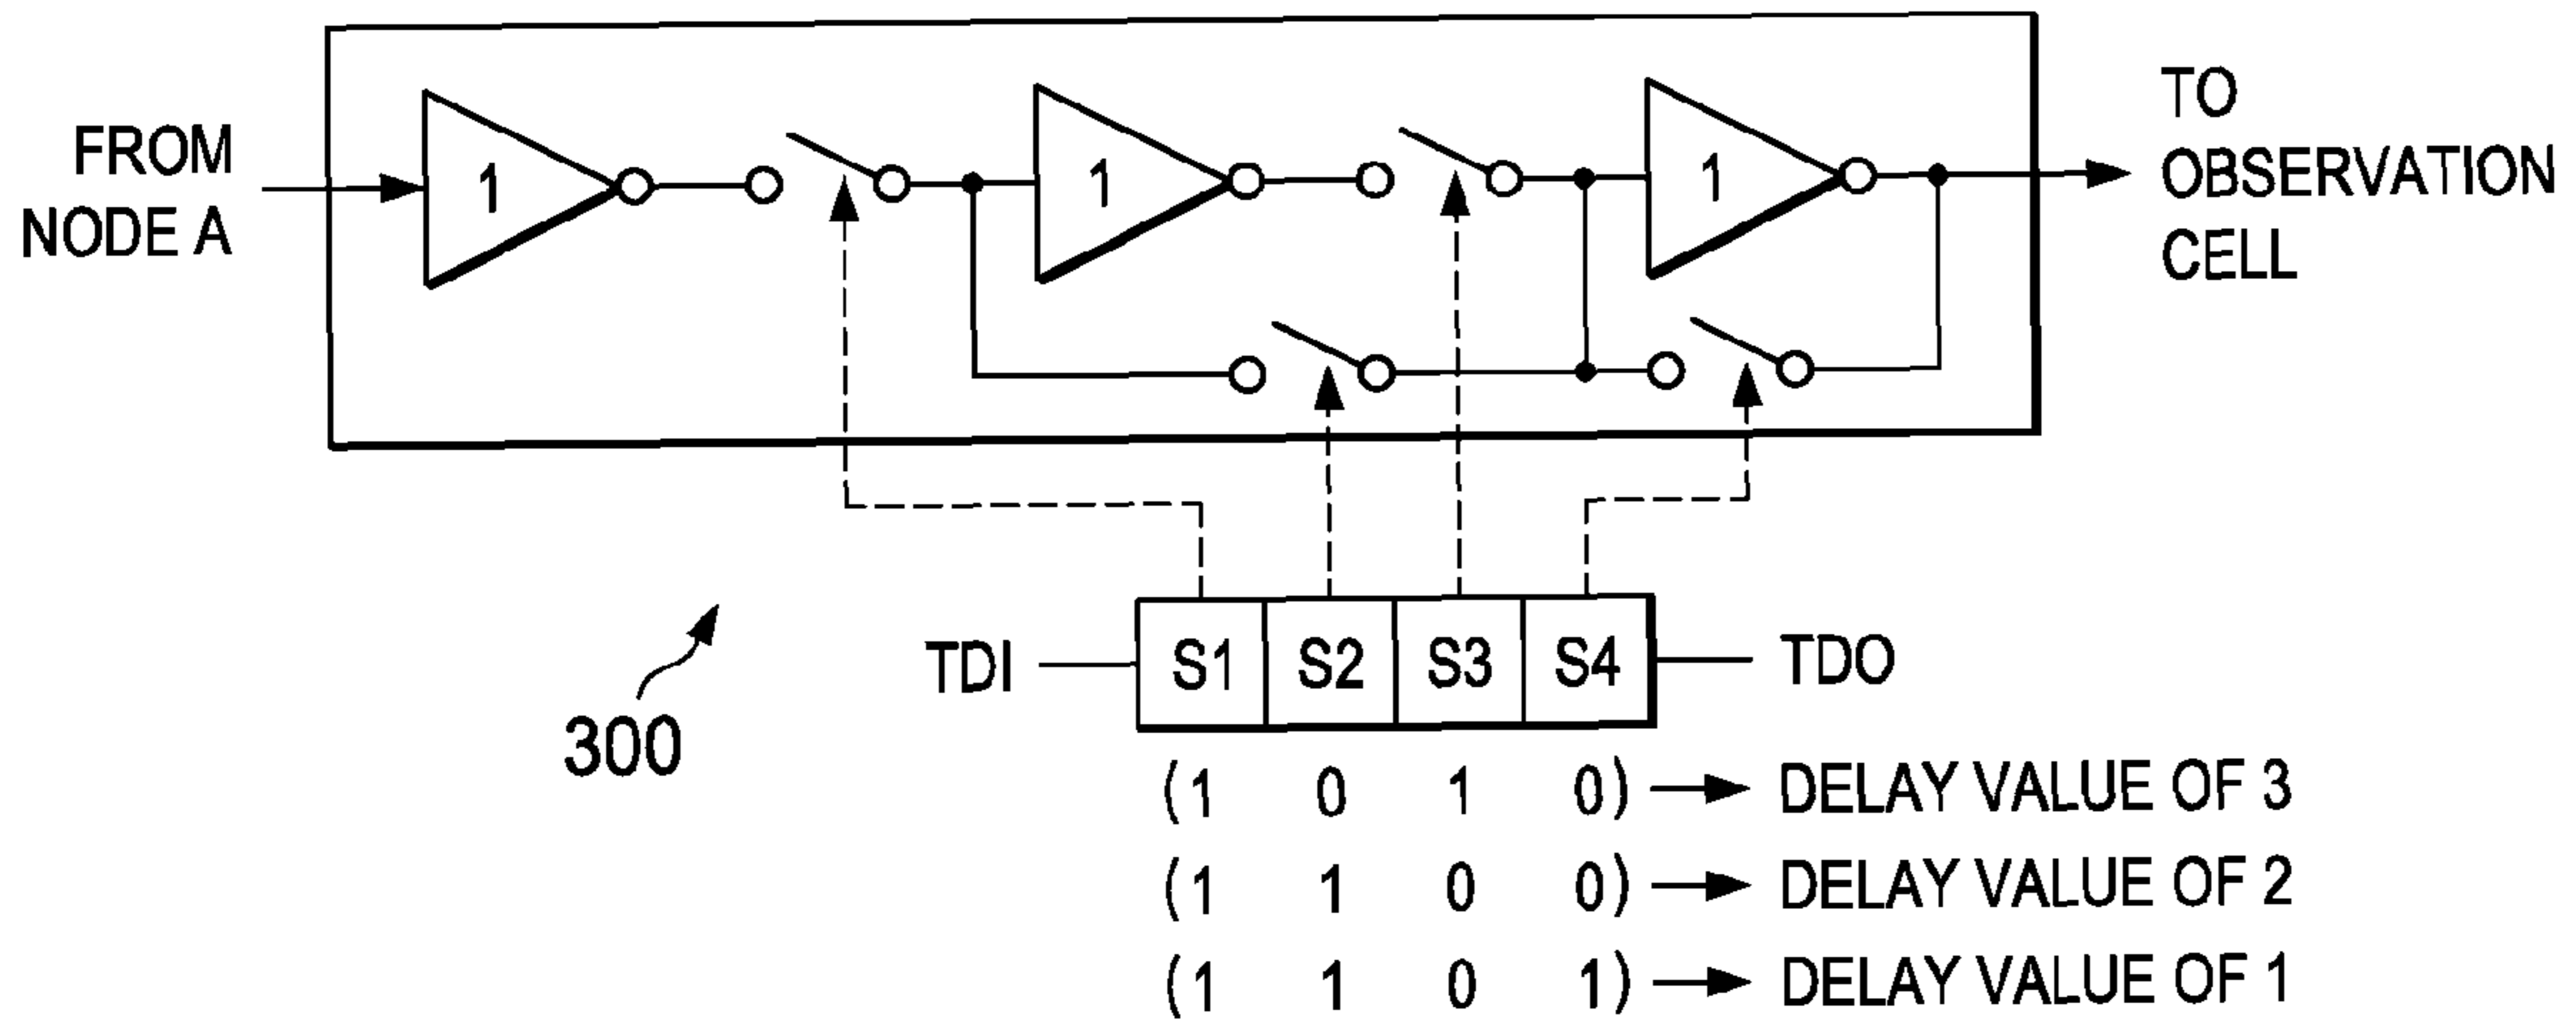 FROM
NODE A
1
1
1
TO
OBSERVATION
CELL
TDI
S1 S2 S3 S4
TDO
300
(1 0 1 0) → DELAY VALUE OF 3
(1 1 0 0) → DELAY VALUE OF 2
(1 1 0 1) → DELAY VALUE OF 1